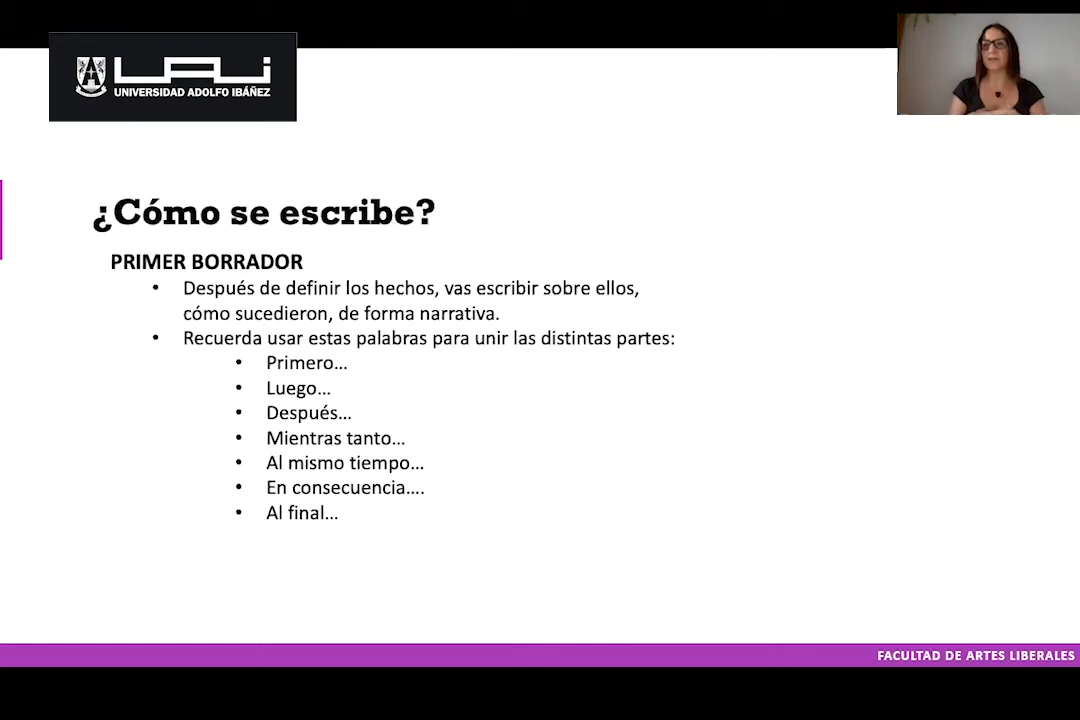 UAI
UNIVERSIDAD ADOLFO IBÁÑEZ
¿Cómo se escribe?
PRIMER BORRADOR
• Después de definir los hechos, vas escribir sobre ellos,
cómo sucedieron, de forma narrativa.
• Recuerda usar estas palabras para unir las distintas partes:
• Primero...
• Luego...
• Después...
• Mientras tanto...
• Al mismo tiempo...
• En consecuencia....
• Al final...
FACULTAD DE ARTES LIBERALES